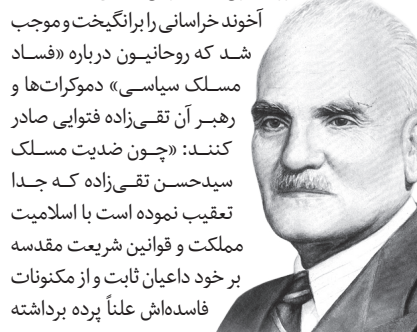 آخوند خراسانی را برانگیخت و موجب
شد که روحانیون درباره «فساد
مسلک سیاسی» دموکرات‌ها و
رهبر آن تقی‌زاده فتوایی صادر
کنند: «چون ضدیت مسلک
سیدحسن تقی‌زاده که جدا
تعقیب نموده است با اسلامیت
مملکت و قوانین شریعت مقدسه
بر خود داعیان ثابت و از مکنونات
فاسده‌اش علناً پرده برداشته